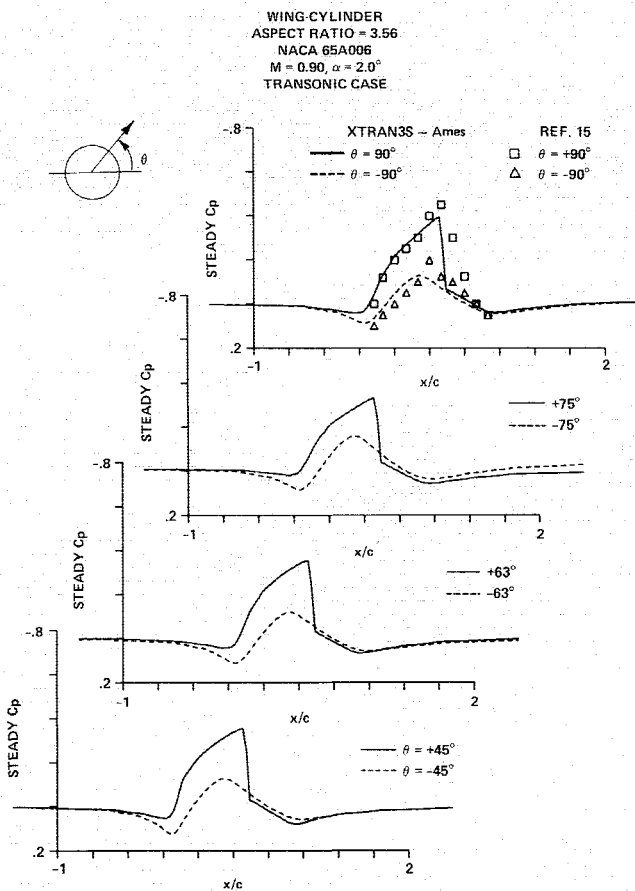 WING-CYLINDER
ASPECT RATIO = 3.56
NACA 65A006
M = 0.90, α = 2.0°
TRANSONIC CASE
θ
-.8
XTRAN3S – Ames
REF. 15
θ = 90°
θ = +90°
θ = -90°
θ = -90°
STEADY Cp
.2
-1
2
x/c
-.8
STEADY Cp
+75°
-75°
.2
-1
2
x/c
-.8
STEADY Cp
+63°
-63°
.2
-1
2
x/c
-.8
STEADY Cp
θ = +45°
θ = -45°
.2
-1
2
x/c